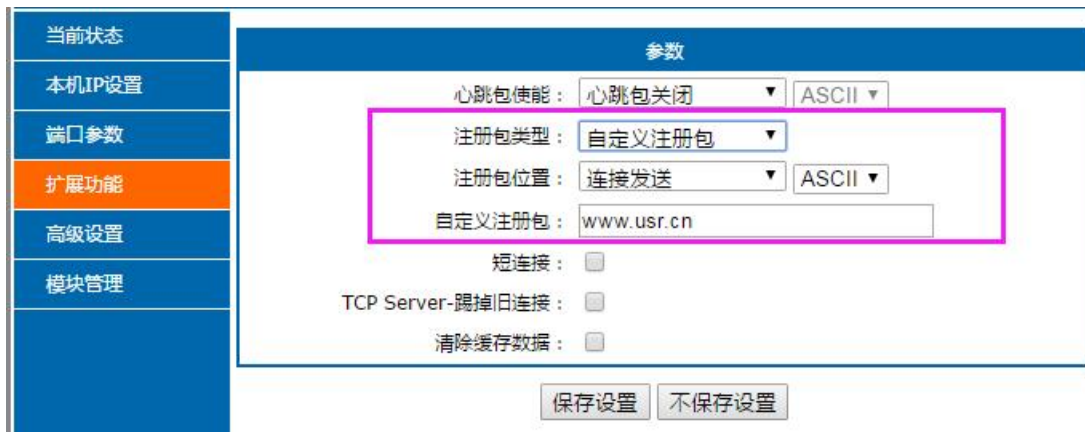 当前状态
本机IP设置
端口参数
扩展功能
高级设置
模块管理
参数
心跳包使能： 心跳包关闭 ASCII
注册包类型： 自定义注册包
注册包位置： 连接发送 ASCII
自定义注册包： www.usr.cn
短连接：
TCP Server-踢掉旧连接：
清除缓存数据：
保存设置 不保存设置